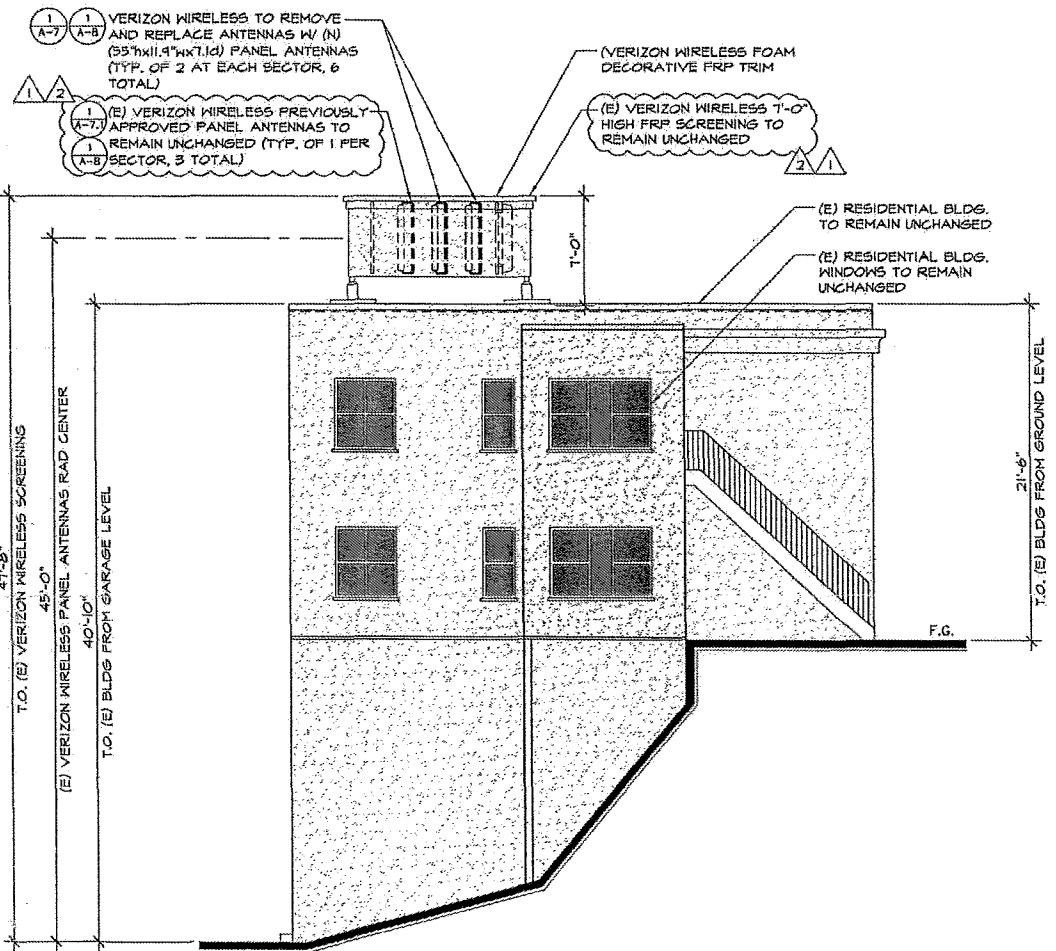 1
A-7
1
A-8
VERIZON WIRELESS TO REMOVE
AND REPLACE ANTENNAS W/ (N)
(55"hx11.9"wx7.1d) PANEL ANTENNAS
(TYP. OF 2 AT EACH SECTOR, 6
TOTAL)
1
2
1
A-7.1
1
A-8
(E) VERIZON WIRELESS PREVIOUSLY
APPROVED PANEL ANTENNAS TO
REMAIN UNCHANGED (TYP. OF 1 PER
SECTOR, 3 TOTAL)
(VERIZON WIRELESS FOAM
DECORATIVE FRP TRIM
(E) VERIZON WIRELESS 7'-0"
HIGH FRP SCREENING TO
REMAIN UNCHANGED
2
1
7'-0"
(E) RESIDENTIAL BLDG.
TO REMAIN UNCHANGED
(E) RESIDENTIAL BLDG.
WINDOWS TO REMAIN
UNCHANGED
47'-8"
T.O. (E) VERIZON WIRELESS SCREENING
45'-0"
(E) VERIZON WIRELESS PANEL ANTENNAS RAD CENTER
40'-10"
T.O. (E) BLDG FROM GARAGE LEVEL
21'-6"
T.O. (E) BLDG FROM GROUND LEVEL
F.G.